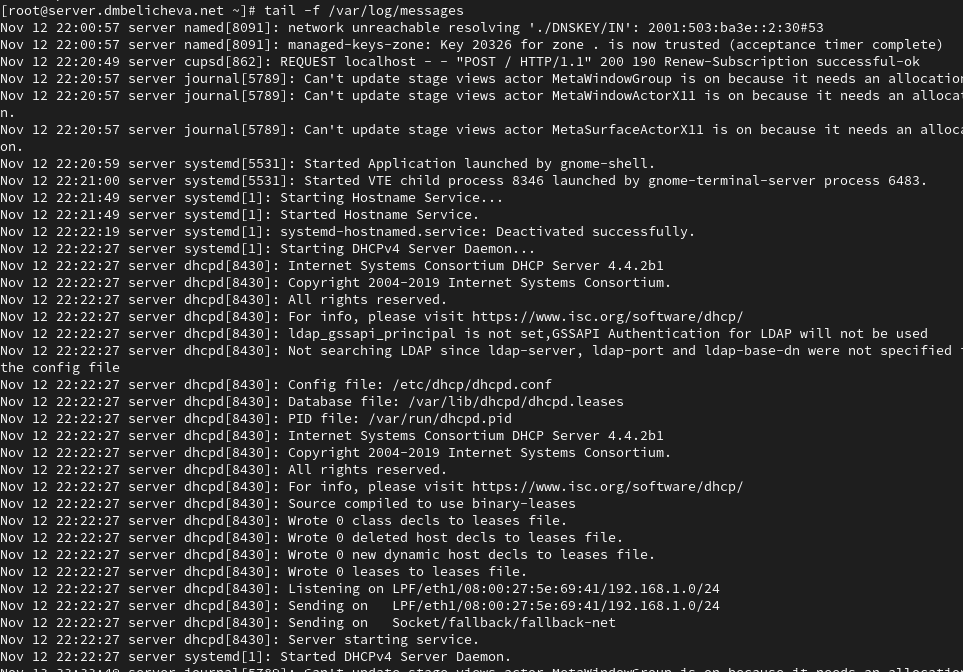 [root@server.dmbelicheva.net ~]# tail -f /var/log/messages
Nov 12 22:00:57 server named[8091]: network unreachable resolving './DNSKEY/IN': 2001:503:ba3e::2:30#53
Nov 12 22:00:57 server named[8091]: managed-keys-zone: Key 20326 for zone . is now trusted (acceptance timer complete)
Nov 12 22:20:49 server cupsd[862]: REQUEST localhost - - "POST / HTTP/1.1" 200 190 Renew-Subscription successful-ok
Nov 12 22:20:57 server journal[5789]: Can't update stage views actor MetaWindowGroup is on because it needs an allocation
Nov 12 22:20:57 server journal[5789]: Can't update stage views actor MetaWindowActorX11 is on because it needs an alloca
n.
Nov 12 22:20:57 server journal[5789]: Can't update stage views actor MetaSurfaceActorX11 is on because it needs an alloc
on.
Nov 12 22:20:59 server systemd[5531]: Started Application launched by gnome-shell.
Nov 12 22:21:00 server systemd[5531]: Started VTE child process 8346 launched by gnome-terminal-server process 6483.
Nov 12 22:21:49 server systemd[1]: Starting Hostname Service...
Nov 12 22:21:49 server systemd[1]: Started Hostname Service.
Nov 12 22:22:19 server systemd[1]: systemd-hostnamed.service: Deactivated successfully.
Nov 12 22:22:27 server systemd[1]: Starting DHCPv4 Server Daemon...
Nov 12 22:22:27 server dhcpd[8430]: Internet Systems Consortium DHCP Server 4.4.2b1
Nov 12 22:22:27 server dhcpd[8430]: Copyright 2004-2019 Internet Systems Consortium.
Nov 12 22:22:27 server dhcpd[8430]: All rights reserved.
Nov 12 22:22:27 server dhcpd[8430]: For info, please visit https://www.isc.org/software/dhcp/
Nov 12 22:22:27 server dhcpd[8430]: ldap_gssapi_principal is not set,GSSAPI Authentication for LDAP will not be used
Nov 12 22:22:27 server dhcpd[8430]: Not searching LDAP since ldap-server, ldap-port and ldap-base-dn were not specified
the config file
Nov 12 22:22:27 server dhcpd[8430]: Config file: /etc/dhcp/dhcpd.conf
Nov 12 22:22:27 server dhcpd[8430]: Database file: /var/lib/dhcpd/dhcpd.leases
Nov 12 22:22:27 server dhcpd[8430]: PID file: /var/run/dhcpd.pid
Nov 12 22:22:27 server dhcpd[8430]: Internet Systems Consortium DHCP Server 4.4.2b1
Nov 12 22:22:27 server dhcpd[8430]: Copyright 2004-2019 Internet Systems Consortium.
Nov 12 22:22:27 server dhcpd[8430]: All rights reserved.
Nov 12 22:22:27 server dhcpd[8430]: For info, please visit https://www.isc.org/software/dhcp/
Nov 12 22:22:27 server dhcpd[8430]: Source compiled to use binary-leases
Nov 12 22:22:27 server dhcpd[8430]: Wrote 0 class decls to leases file.
Nov 12 22:22:27 server dhcpd[8430]: Wrote 0 deleted host decls to leases file.
Nov 12 22:22:27 server dhcpd[8430]: Wrote 0 new dynamic host decls to leases file.
Nov 12 22:22:27 server dhcpd[8430]: Wrote 0 leases to leases file.
Nov 12 22:22:27 server dhcpd[8430]: Listening on LPF/eth1/08:00:27:5e:69:41/192.168.1.0/24
Nov 12 22:22:27 server dhcpd[8430]: Sending on   LPF/eth1/08:00:27:5e:69:41/192.168.1.0/24
Nov 12 22:22:27 server dhcpd[8430]: Sending on   Socket/fallback/fallback-net
Nov 12 22:22:27 server dhcpd[8430]: Server starting service.
Nov 12 22:22:27 server systemd[1]: Started DHCPv4 Server Daemon.